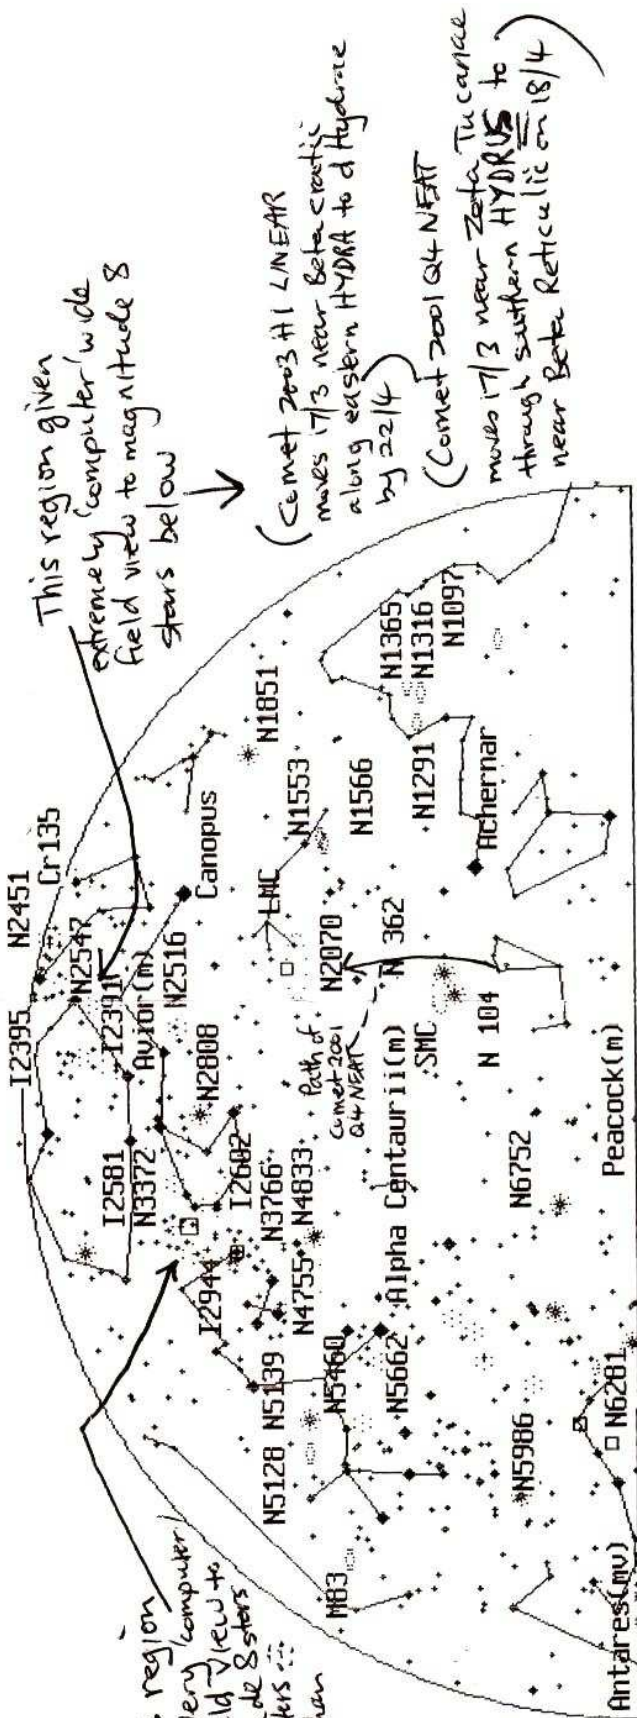 This region given
extremely 'computer' wide
field view to magnitude 8
stars below
(Comet 2003 H1 LINEAR
moves 17/3 near Beta cratic
along eastern HYDRA to d Hydrae
by 22/4)
(Comet 2001 Q4 NEAT
moves 17/3 near Zeta Tucanae
through southern HYDRUS to
near Beta Reticulii on 18/4)
region
very 'computer'
view to
8 stars
I2395
N2451
Cr135
N2547
I2391
Avior(m)
N2516
Canopus
N1851
I2581
N3372
N2808
LMC
N1553
I2944
I2602
N3766
N4833
N4755
N2070
N1566
N 362
Path of
Comet 2001
Q4 NEAT
N1365
N1316
N1097
N1291
N5128
N5139
N5460
N5662
Alpha Centaurii(m)
SMC
N 104
Achernar
M83
N5986
N6752
Antares(mv)
N6281
Peacock(m)